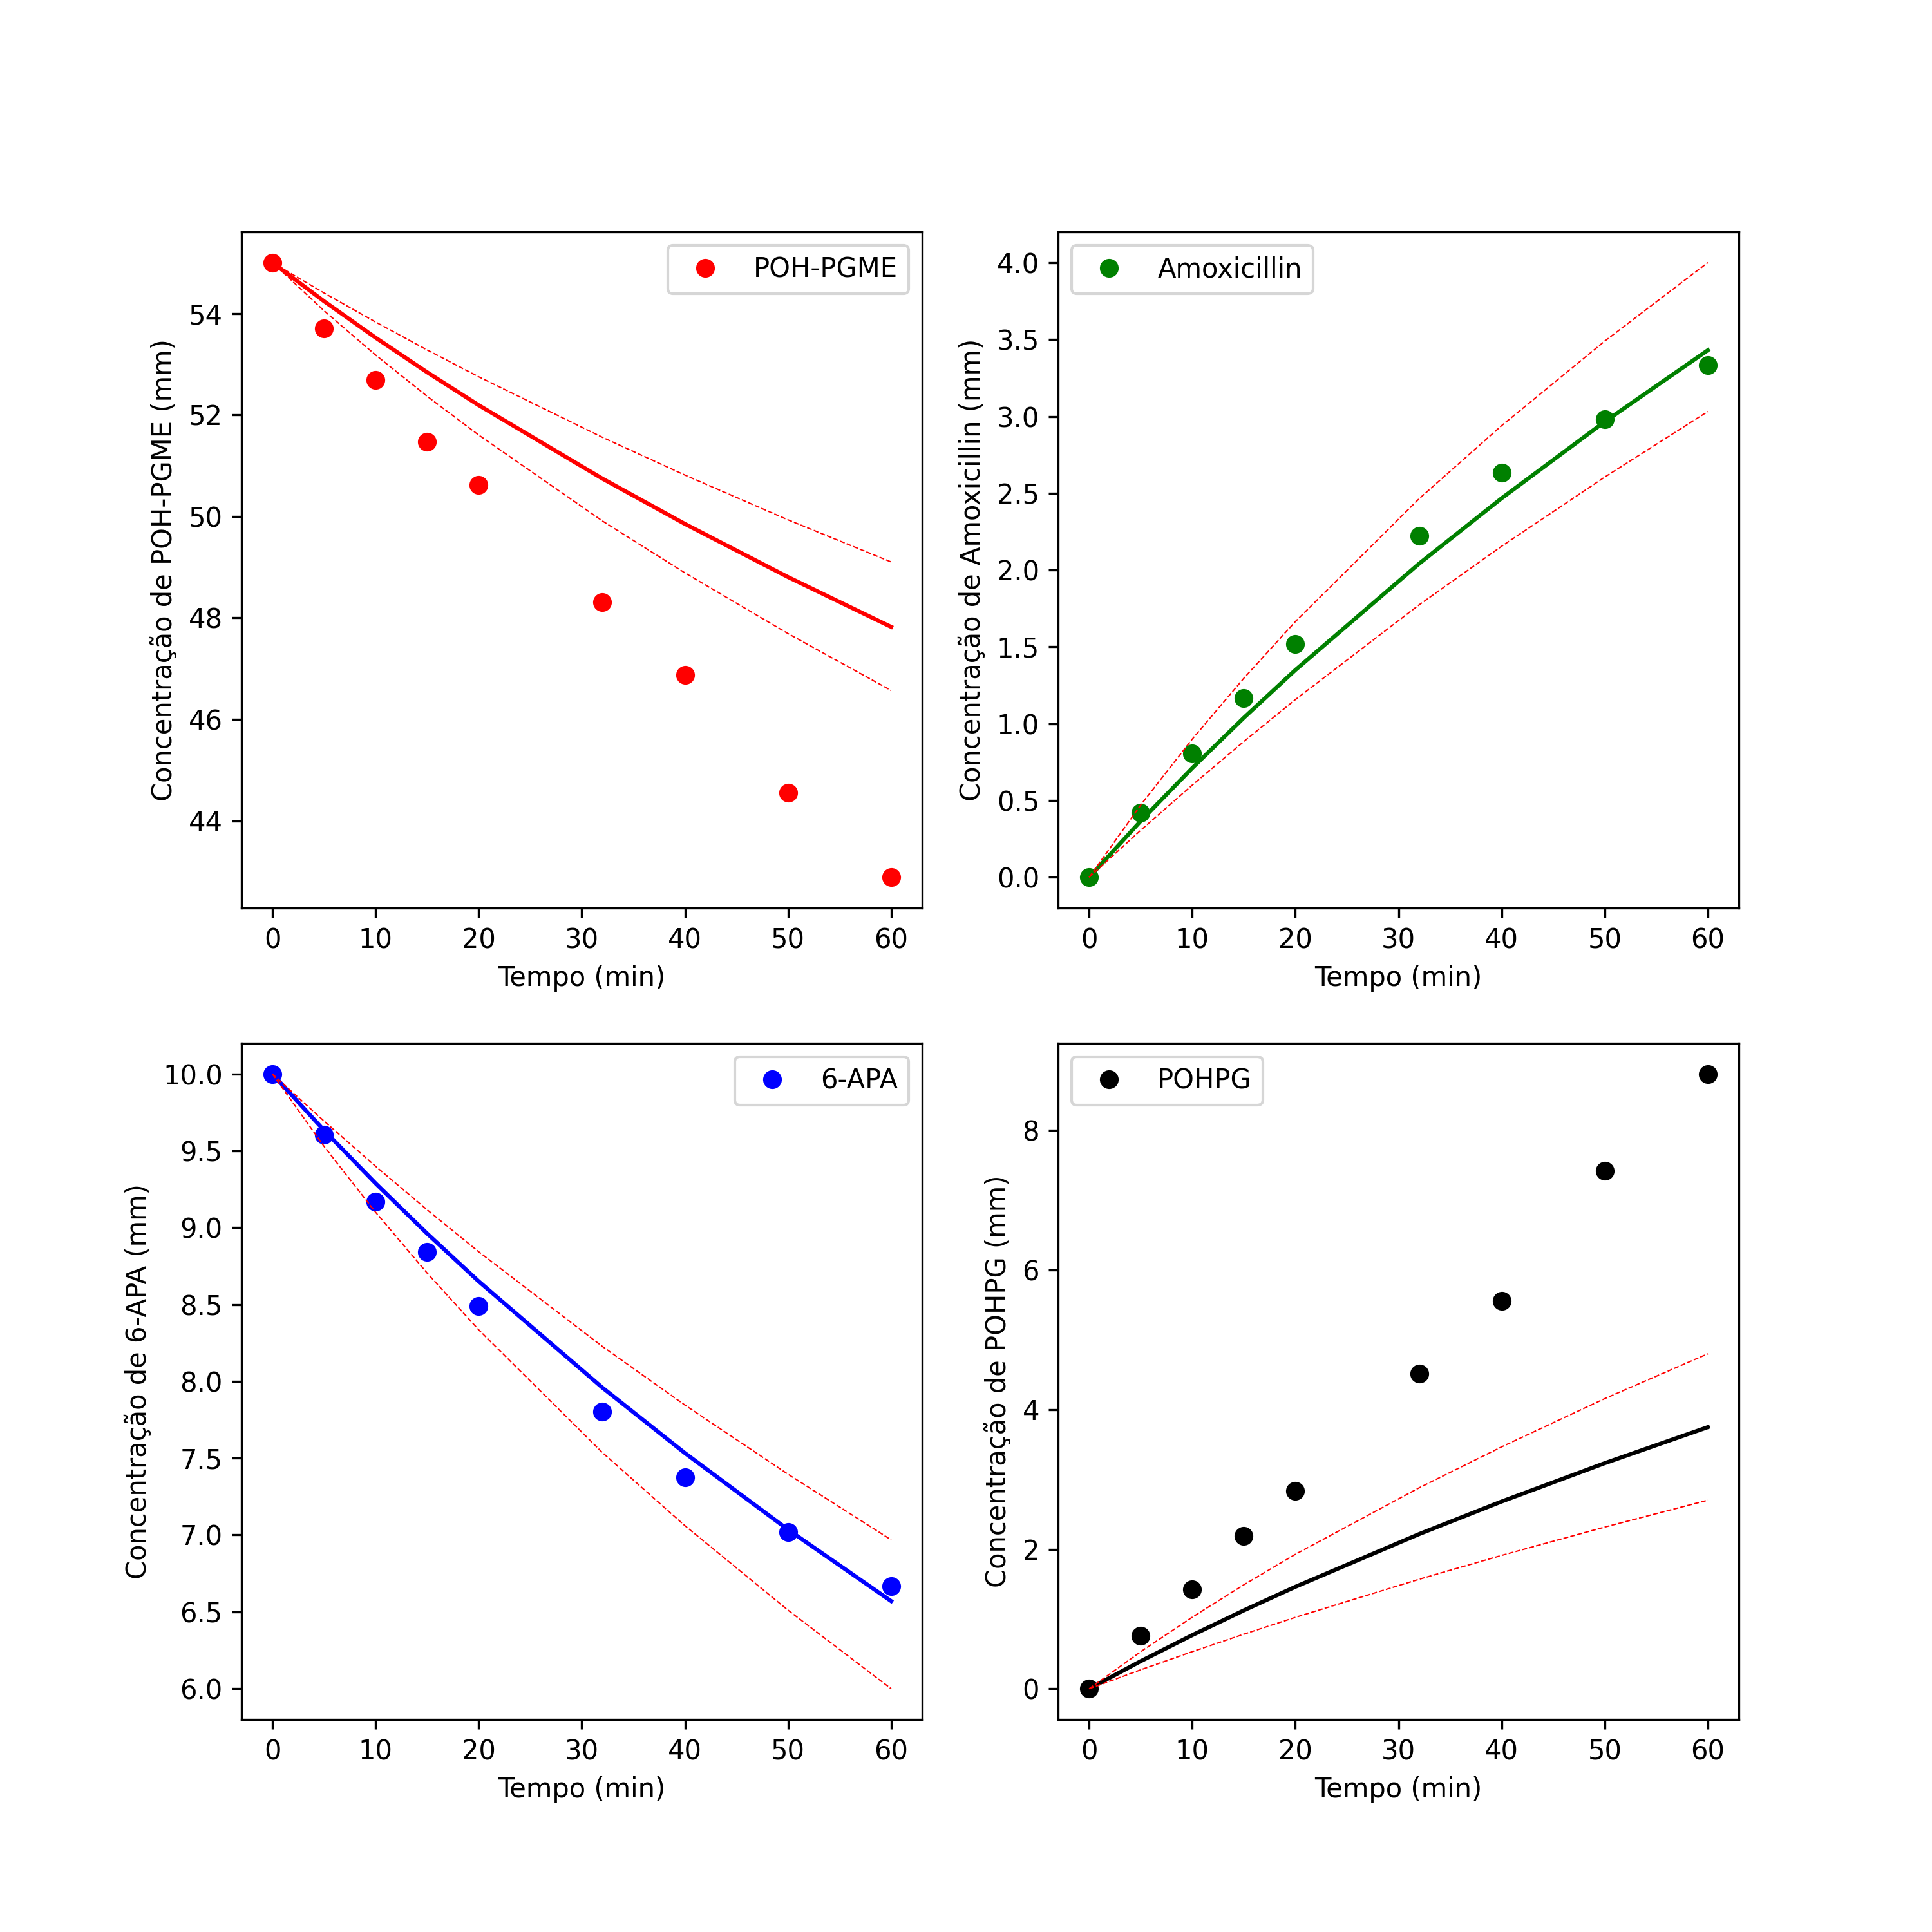 POH-PGME
Concentração de POH-PGME (mm)
54
52
50
48
46
44
0 10 20 30 40 50 60
Tempo (min)
Amoxicillin
Concentração de Amoxicillin (mm)
4.0
3.5
3.0
2.5
2.0
1.5
1.0
0.5
0.0
0 10 20 30 40 50 60
Tempo (min)
6-APA
Concentração de 6-APA (mm)
10.0
9.5
9.0
8.5
8.0
7.5
7.0
6.5
6.0
0 10 20 30 40 50 60
Tempo (min)
POHPG
Concentração de POHPG (mm)
8
6
4
2
0
0 10 20 30 40 50 60
Tempo (min)